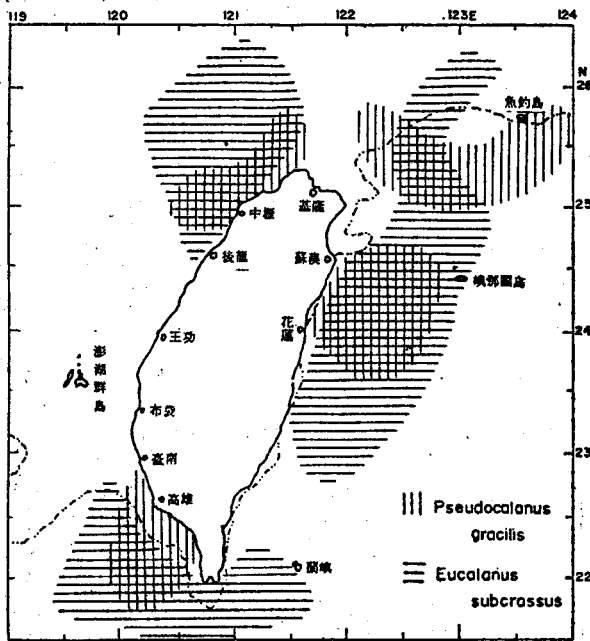 119 120 121 122 123E 124
N
26
魚釣島
25
基隆
中壢
後龍
蘇澳
與那國島
花蓮
24
王功
澎湖群島
布袋
23
臺南
高雄
Pseudocalanus
gracilis
蘭嶼
22
Eucalanus
subcrassus